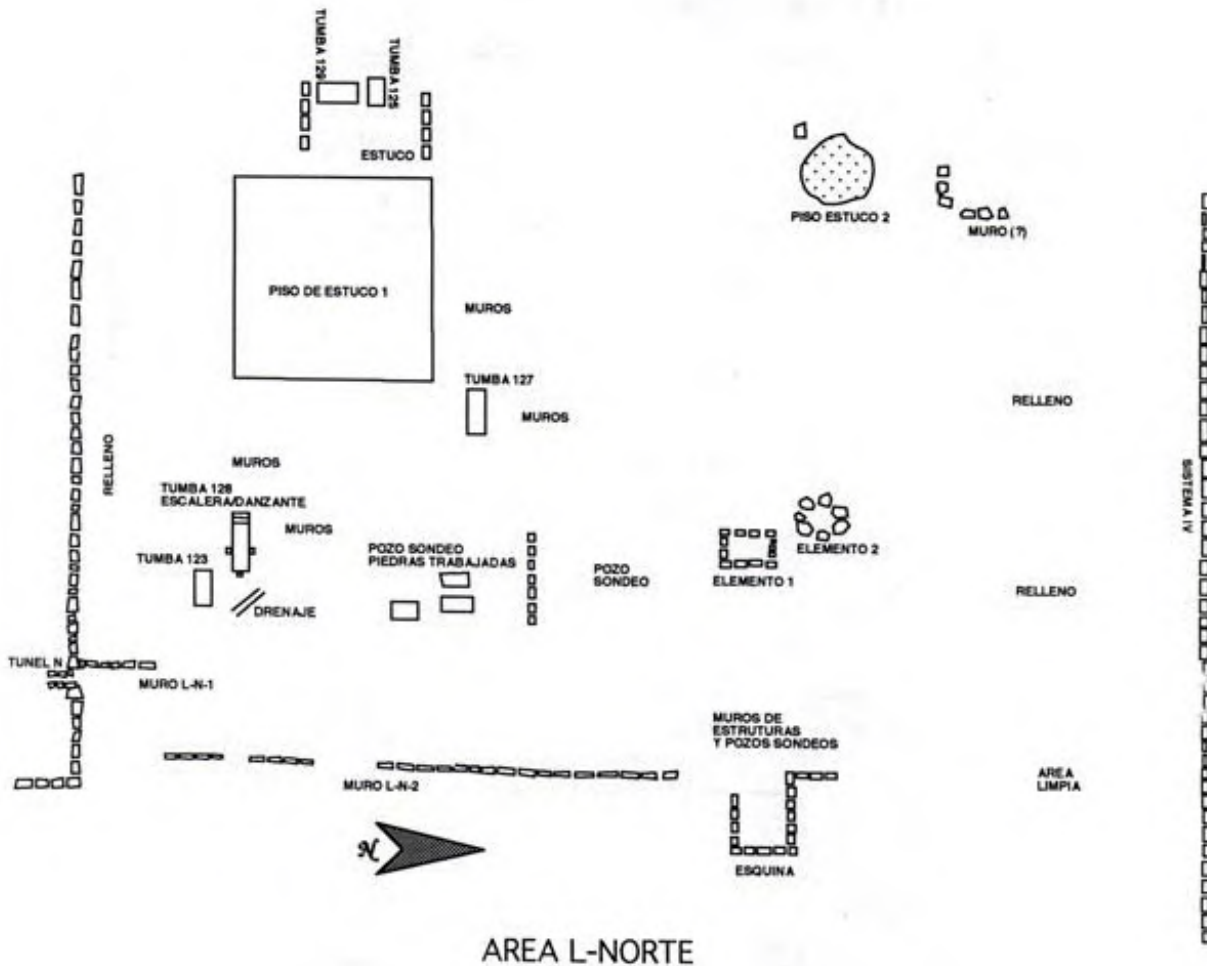 TUMBA 129
TUMBA 125
ESTUCO
PISO ESTUCO 2
MURO (?)
PISO DE ESTUCO 1
MUROS
TUMBA 127
MUROS
RELLENO
RELLENO
MUROS
SISTEMA IV
TUMBA 128
ESCALERA/DANZANTE
MUROS
TUMBA 123
POZO SONDEO
PIEDRAS TRABAJADAS
POZO
SONDEO
ELEMENTO 2
ELEMENTO 1
RELLENO
DRENAJE
TUNEL N
MURO L-N-1
MUROS DE
ESTRUTURAS
Y POZOS SONDEOS
MURO L-N-2
AREA
LIMPIA
N
ESQUINA
AREA L-NORTE